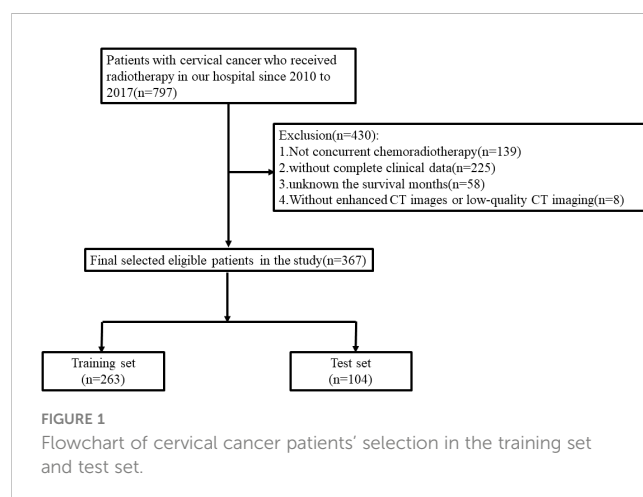 Patients with cervical cancer who received
radiotherapy in our hospital since 2010 to
2017(n=797)
Exclusion(n=430):
1.Not concurrent chemoradiotherapy(n=139)
2.without complete clinical data(n=225)
3.unknown the survival months(n=58)
4.Without enhanced CT images or low-quality CT imaging(n=8)
Final selected eligible patients in the study(n=367)
Training set
(n=263)
Test set
(n=104)
FIGURE 1
Flowchart of cervical cancer patients’ selection in the training set
and test set.